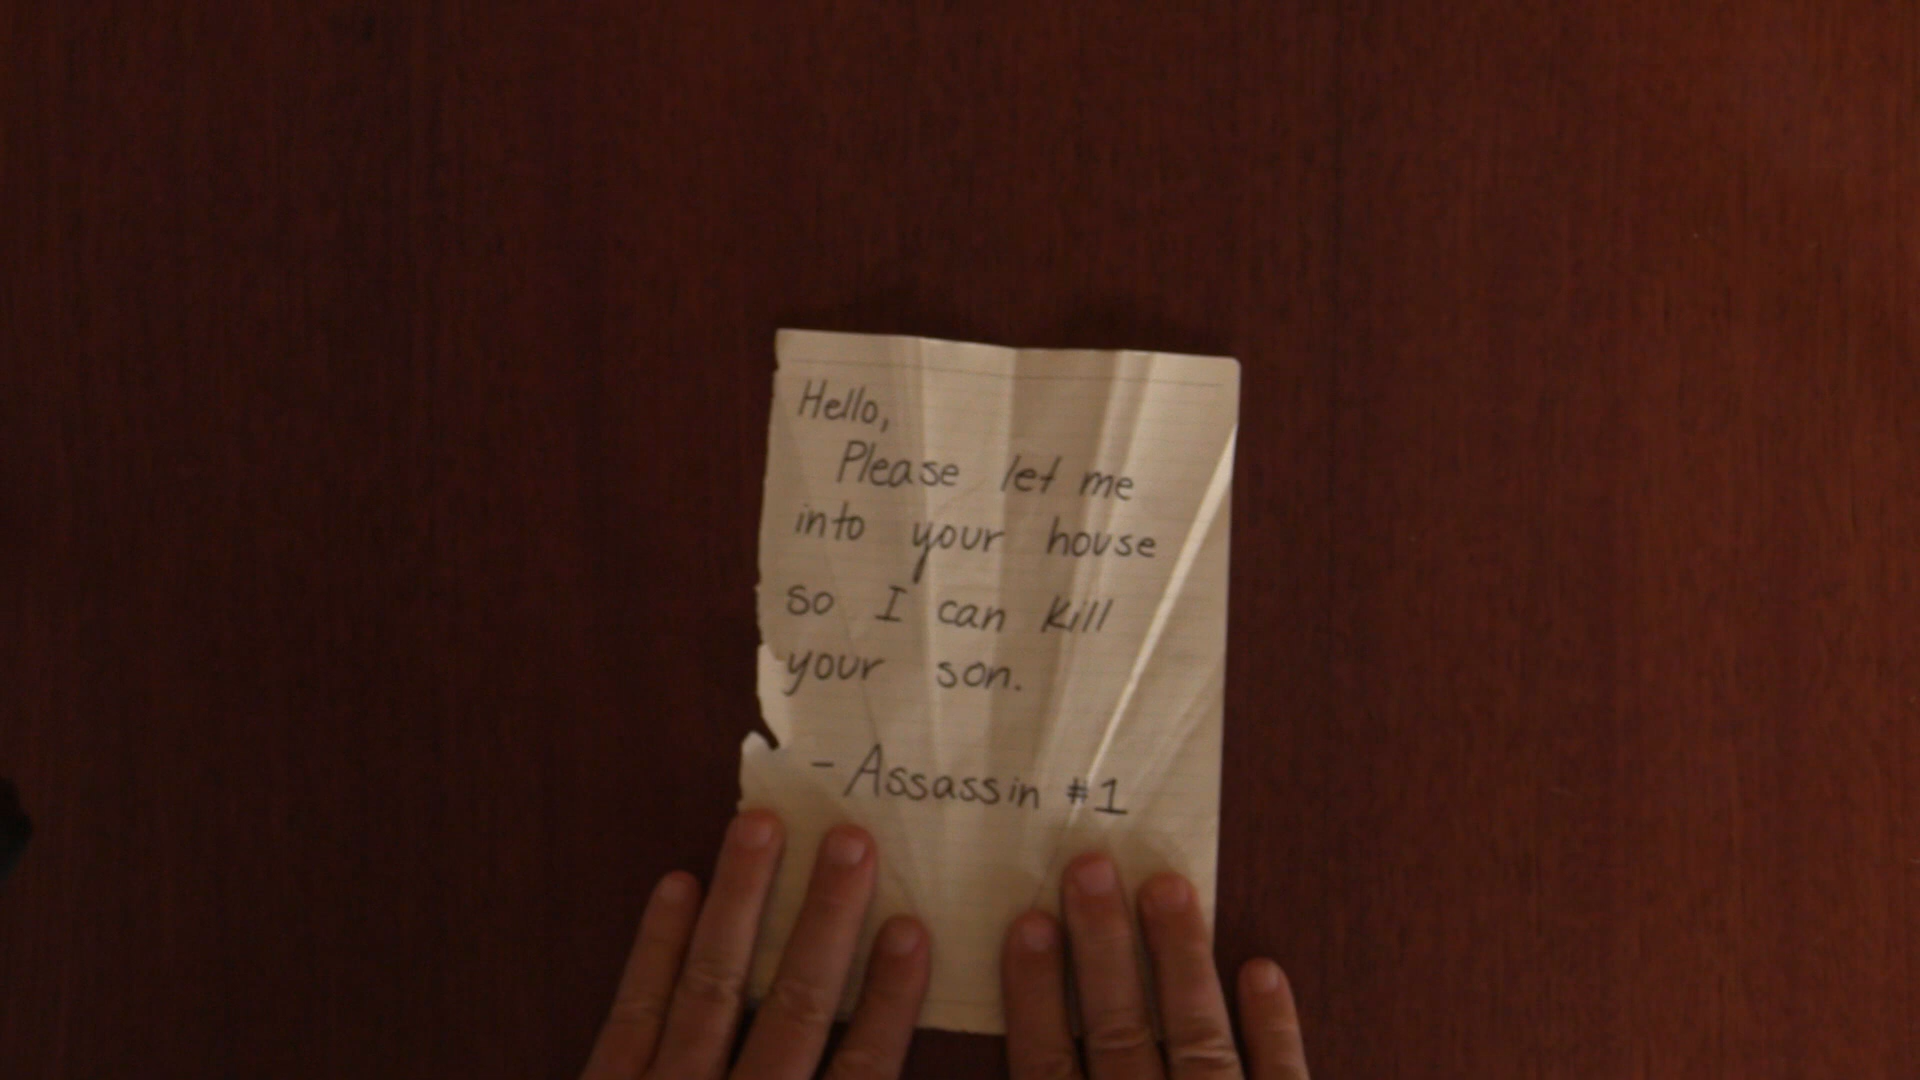 Hello,
Please let me
into your house
so I can kill
your son.
- Assassin #1